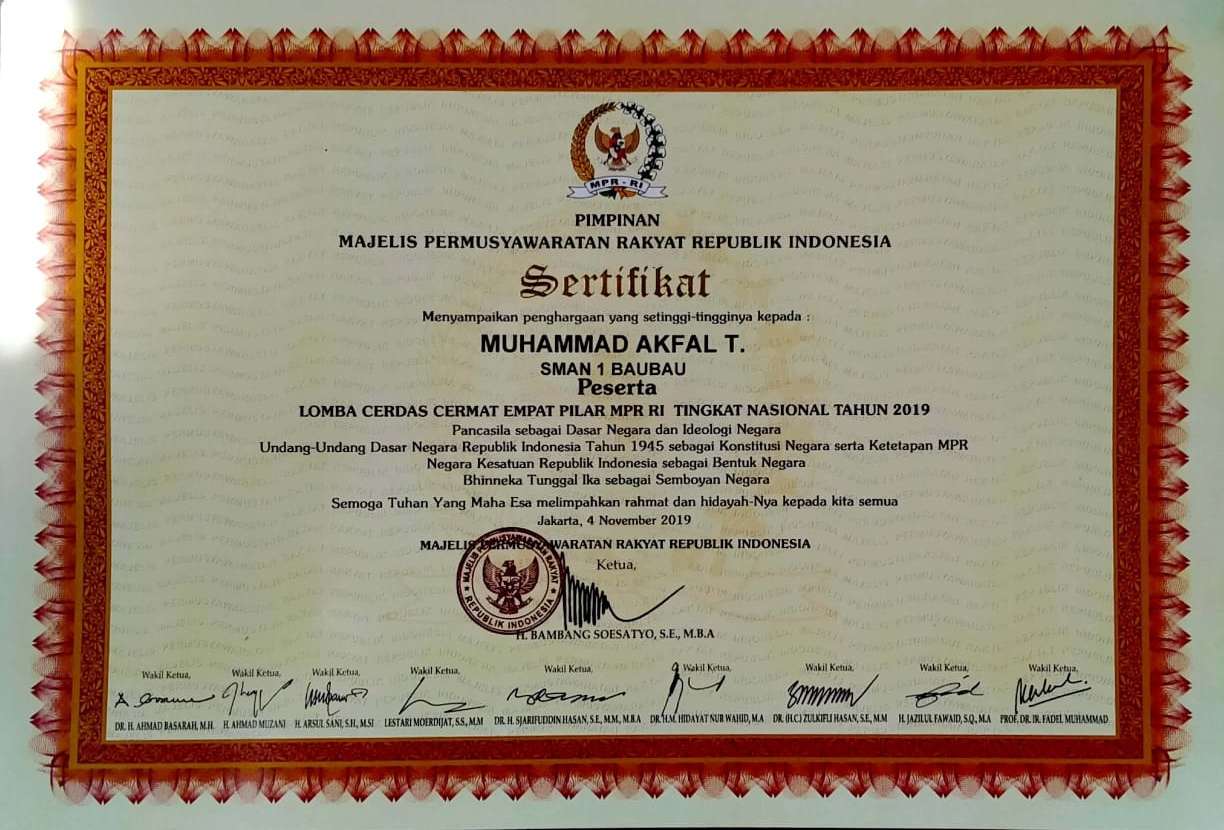 MPR - RI
PIMPINAN
MAJELIS PERMUSYAWARATAN RAKYAT REPUBLIK INDONESIA
Sertifikat
Menyampaikan penghargaan yang setinggi-tingginya kepada :
MUHAMMAD AKFAL T.
SMAN 1 BAUBAU
Peserta
LOMBA CERDAS CERMAT EMPAT PILAR MPR RI TINGKAT NASIONAL TAHUN 2019
Pancasila sebagai Dasar Negara dan Ideologi Negara
Undang-Undang Dasar Negara Republik Indonesia Tahun 1945 sebagai Konstitusi Negara serta Ketetapan MPR
Negara Kesatuan Republik Indonesia sebagai Bentuk Negara
Bhinneka Tunggal Ika sebagai Semboyan Negara
Semoga Tuhan Yang Maha Esa melimpahkan rahmat dan hidayah-Nya kepada kita semua
Jakarta, 4 November 2019
MAJELIS PERMUSYAWARATAN RAKYAT REPUBLIK INDONESIA
Ketua,
MAJELIS PERMUSYAWARATAN RAKYAT
REPUBLIK INDONESIA
H. BAMBANG SOESATYO, S.E., M.B.A
Wakil Ketua, Wakil Ketua, Wakil Ketua, Wakil Ketua, Wakil Ketua, Wakil Ketua, Wakil Ketua, Wakil Ketua, Wakil Ketua,
DR. H. AHMAD BASARAH, M.H. H. AHMAD MUZANI H. ARSUL SANI, S.H., M.SI LESTARI MOERDIJAT, S.S., M.M DR. H. SJARIFUDDIN HASAN, S.E., M.M., M.B.A DR. H.M. HIDAYAT NUR WAHID, M.A DR. (H.C) ZULKIFLI HASAN, S.E., M.M H. JAZILUL FAWAID, S.Q., M.A PROF. DR. IR. FADEL MUHAMMAD